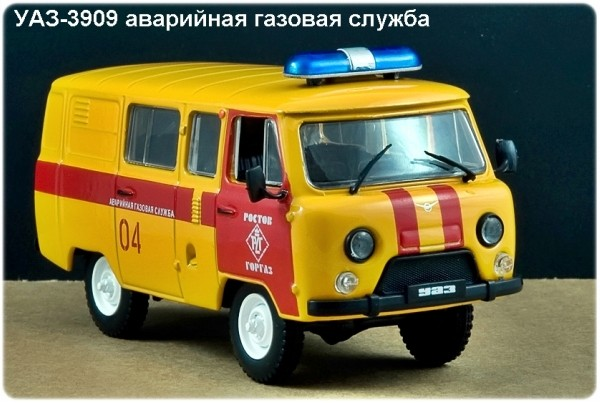 УАЗ-3909 аварийная газовая служба
АВАРИЙНАЯ ГАЗОВАЯ СЛУЖБА
04
РОСТОВ
РГ
ГОРГАЗ
УАЗ